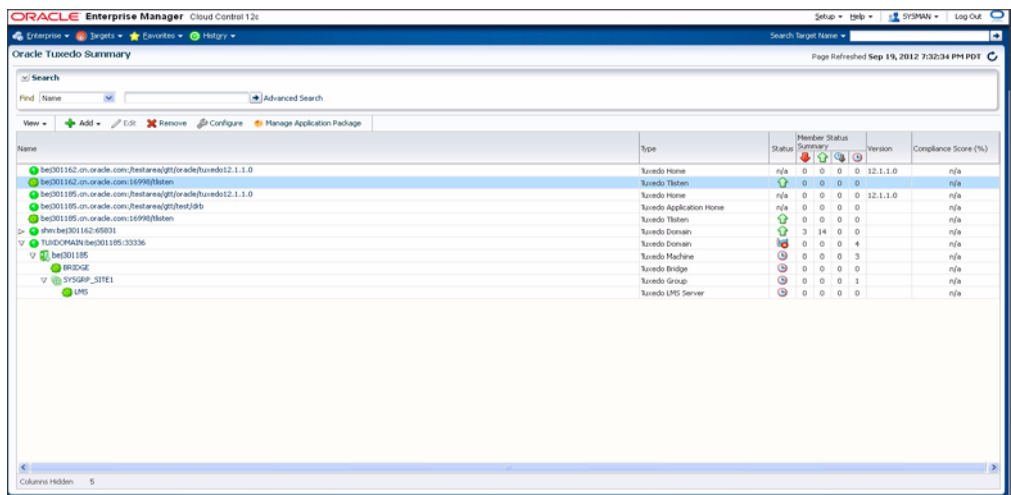 ORACLE Enterprise Manager Cloud Control 12c
Setup Help SYSMAN Log Out
Enterprise Targets Favorites History Search Target Name
Oracle Tuxedo Summary Page Refreshed Sep 19, 2012 7:32:34 PM PDT
Search
Find Name Advanced Search
View Add Edit Remove Configure Manage Application Package
Name Type Status Member Status Summary Version Compliance Score (%)
bej301162.cn.oracle.com:/testarea/gtt/oracle/tuxedo12.1.1.0 Tuxedo Home n/a 0 0 0 0 12.1.1.0 n/a
bej301162.cn.oracle.com:16998/tlisten Tuxedo Tlisten 0 0 0 0 n/a
bej301185.cn.oracle.com:/testarea/gtt/oracle/tuxedo12.1.1.0 Tuxedo Home n/a 0 0 0 0 12.1.1.0 n/a
bej301185.cn.oracle.com:/testarea/gtt/test/drb Tuxedo Application Home n/a 0 0 0 0 n/a
bej301185.cn.oracle.com:16998/tlisten Tuxedo Tlisten 0 0 0 0 n/a
shm:bej301162:65831 Tuxedo Domain 3 14 0 0 n/a
TUXDOMAIN:bej301185:33336 Tuxedo Domain 0 0 0 4 n/a
bej301185 Tuxedo Machine 0 0 0 3 n/a
BRIDGE Tuxedo Bridge 0 0 0 0 n/a
SYSGRP_SITE1 Tuxedo Group 0 0 0 1 n/a
LMS Tuxedo LMS Server 0 0 0 0 n/a
Columns Hidden 5